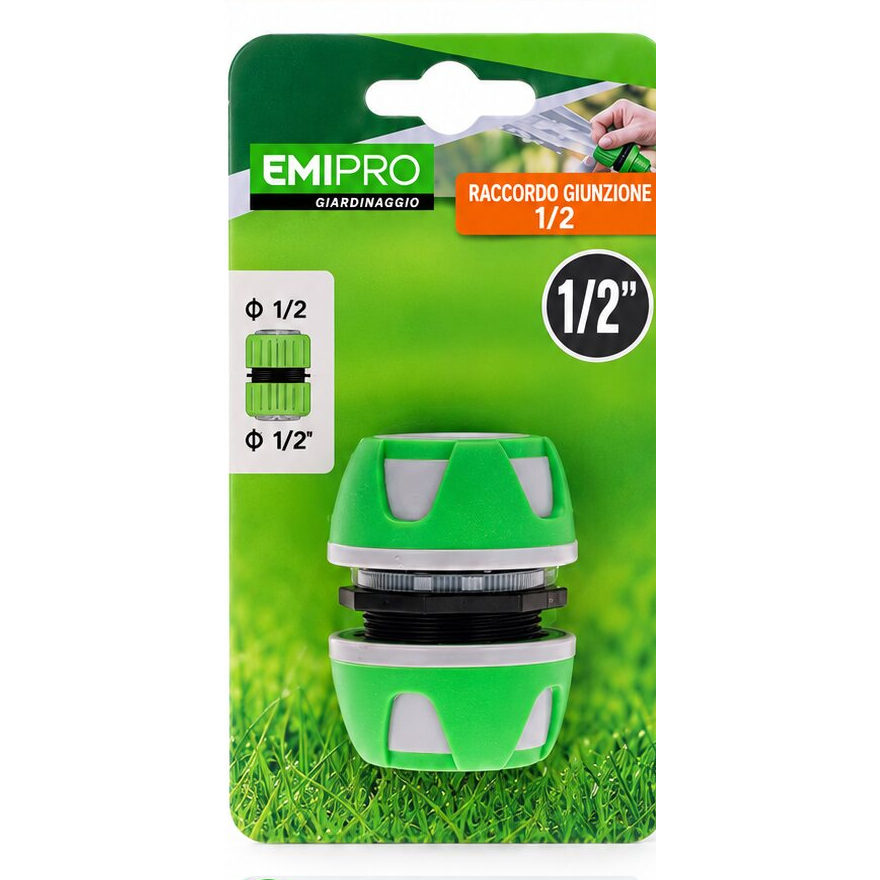 EMIPRO
GIARDINAGGIO
RACCORDO GIUNZIONE
1/2
1/2”
Φ 1/2
Φ 1/2"